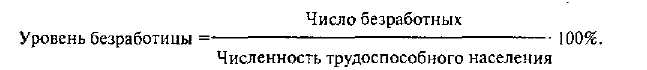 Число безработных
Уровень безработицы = 100%.
Численность трудоспособного населения